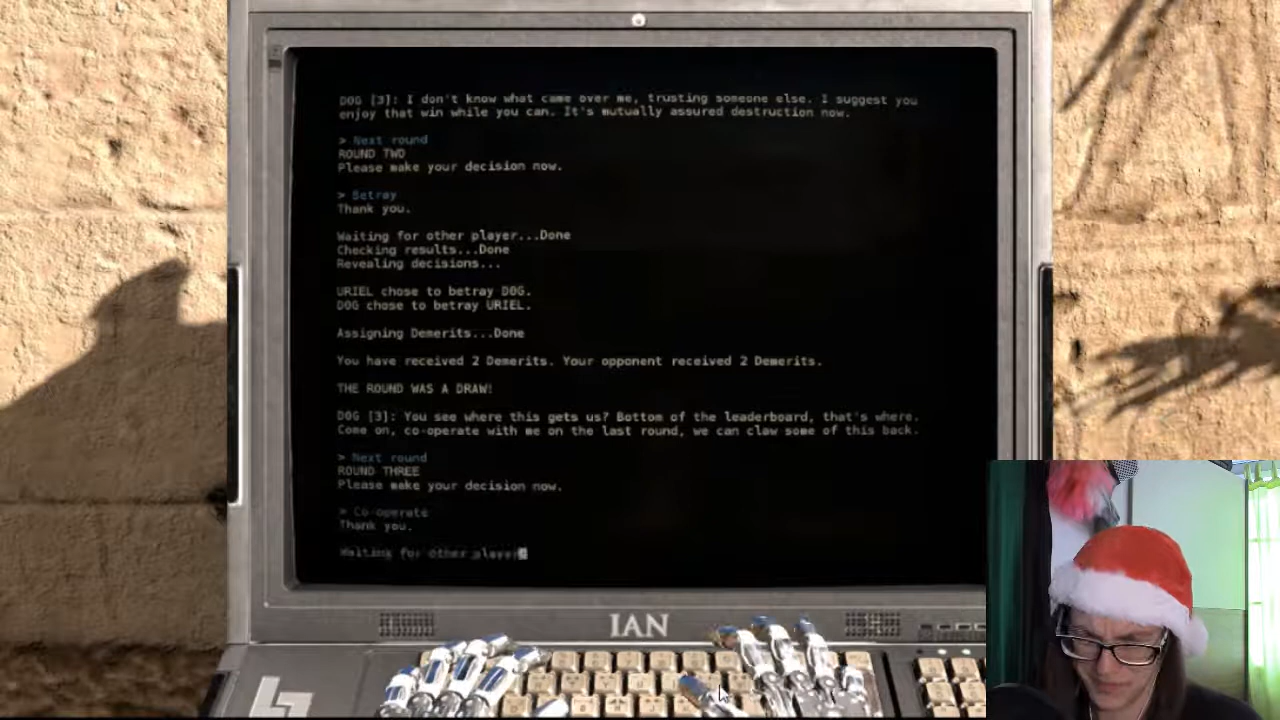 DOG [3]: I don't know what came over me, trusting someone else. I suggest you
enjoy that win while you can. It's mutually assured destruction now.
> Next round
ROUND TWO
Please make your decision now.
> Betray
Thank you.
Waiting for other player...Done
Checking results...Done
Revealing decisions...
URIEL chose to betray DOG.
DOG chose to betray URIEL.
Assigning Demerits...Done
You have received 2 Demerits. Your opponent received 2 Demerits.
THE ROUND WAS A DRAW!
DOG [3]: You see where this gets us? Bottom of the leaderboard, that's where.
Come on, co-operate with me on the last round, we can claw some of this back.
> Next round
ROUND THREE
Please make your decision now.
> Co-operate
Thank you.
Waiting for other player
IAN